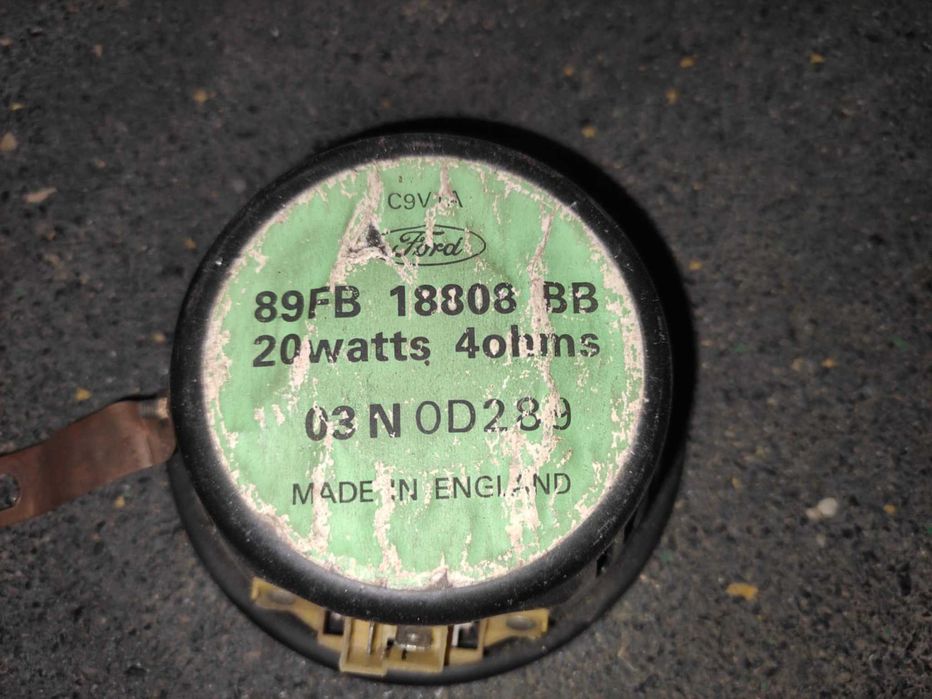 Ford
89FB 18808 BB
20watts 4ohms
03 N 0D289
MADE IN ENGLAND